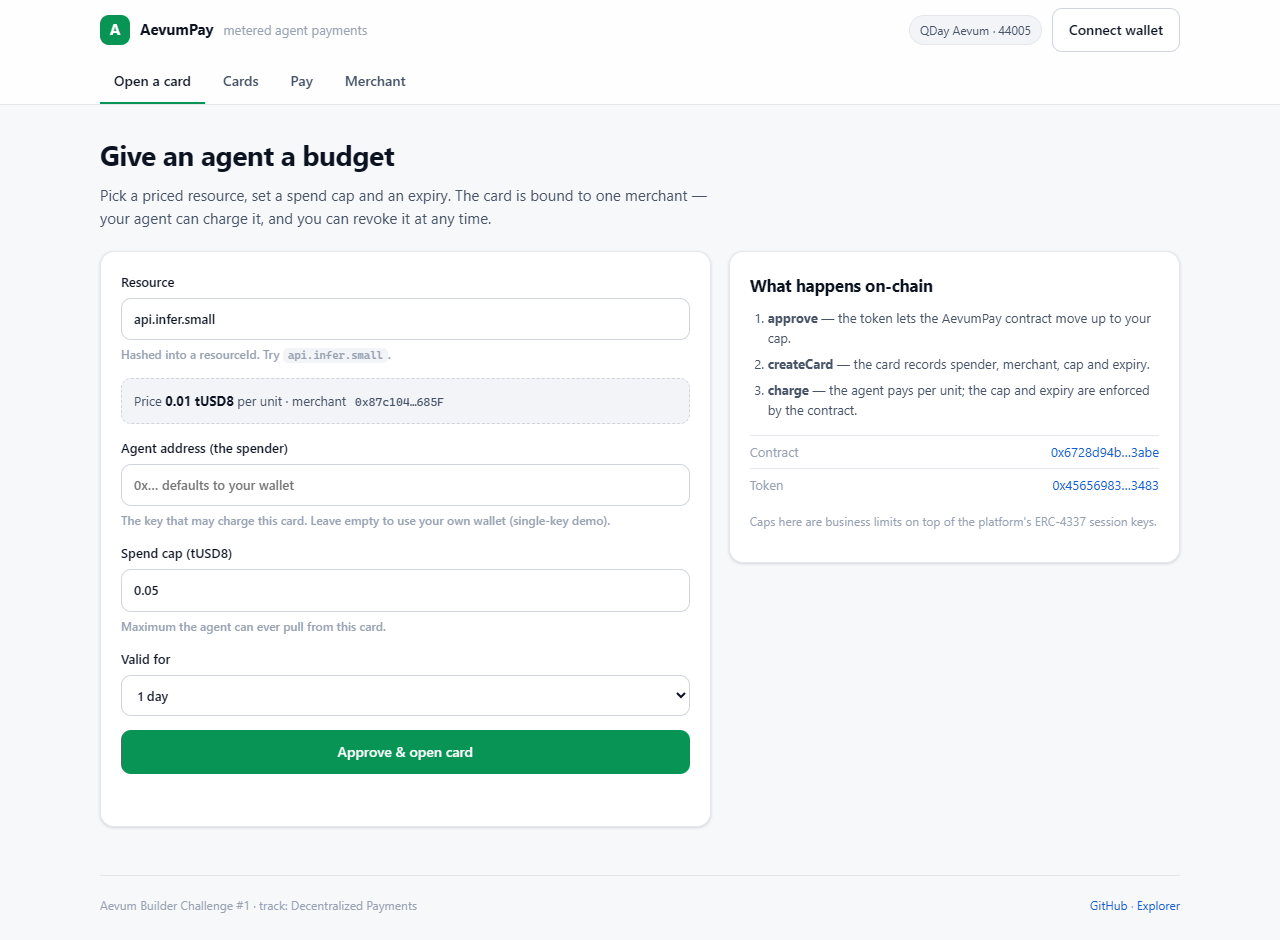 A AevumPay metered agent payments
QDay Aevum · 44005
Connect wallet
Open a card Cards Pay Merchant
Give an agent a budget
Pick a priced resource, set a spend cap and an expiry. The card is bound to one merchant —
your agent can charge it, and you can revoke it at any time.
Resource
api.infer.small
Hashed into a resourceId. Try api.infer.small.
Price 0.01 tUSD8 per unit · merchant 0x87c104…685F
Agent address (the spender)
0x… defaults to your wallet
The key that may charge this card. Leave empty to use your own wallet (single-key demo).
Spend cap (tUSD8)
0.05
Maximum the agent can ever pull from this card.
Valid for
1 day
Approve & open card
What happens on-chain
1. approve — the token lets the AevumPay contract move up to your
cap.
2. createCard — the card records spender, merchant, cap and expiry.
3. charge — the agent pays per unit; the cap and expiry are enforced
by the contract.
Contract 0x6728d94b…3abe
Token 0x45656983…3483
Caps here are business limits on top of the platform's ERC-4337 session keys.
Aevum Builder Challenge #1 · track: Decentralized Payments
GitHub · Explorer